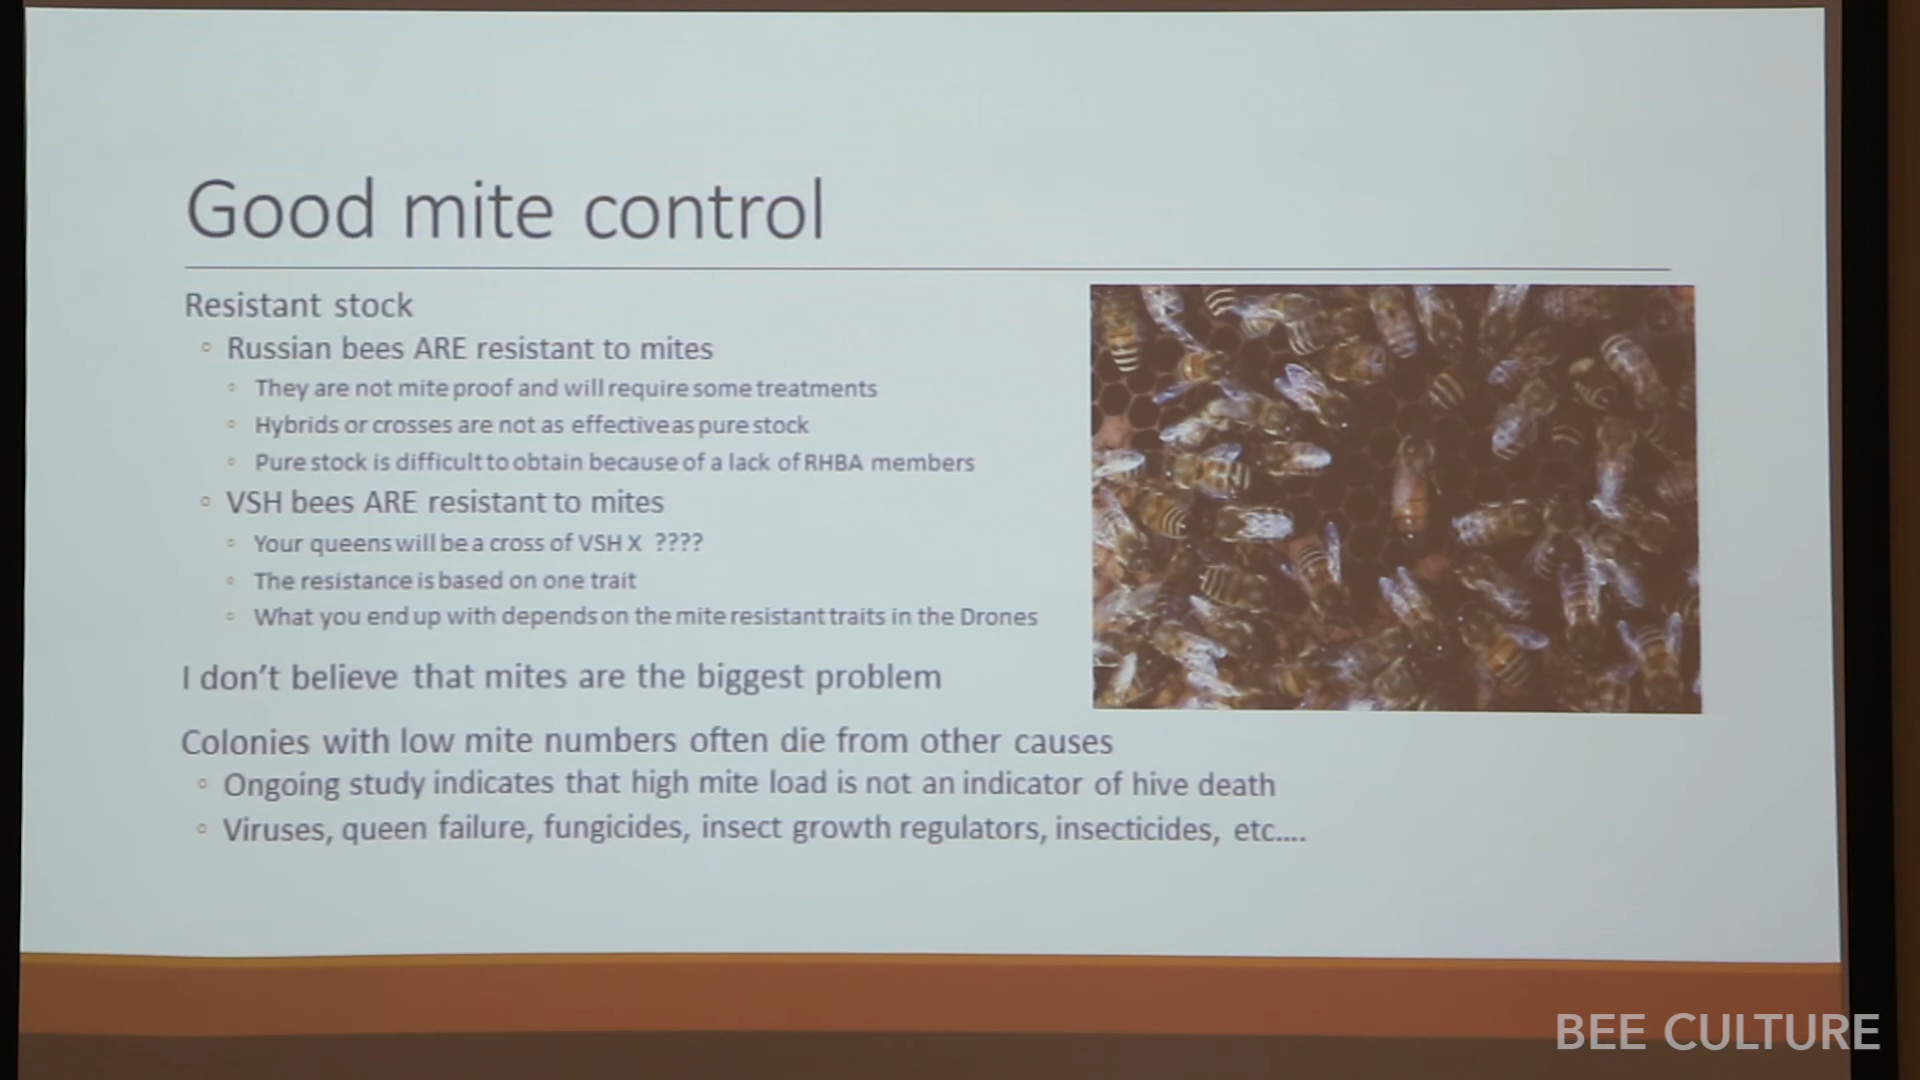 Good mite control
Resistant stock
Russian bees ARE resistant to mites
They are not mite proof and will require some treatments
Hybrids or crosses are not as effective as pure stock
Pure stock is difficult to obtain because of a lack of RHBA members
VSH bees ARE resistant to mites
Your queens will be a cross of VSH X ????
The resistance is based on one trait
What you end up with depends on the mite resistant traits in the Drones
I don't believe that mites are the biggest problem
Colonies with low mite numbers often die from other causes
Ongoing study indicates that high mite load is not an indicator of hive death
Viruses, queen failure, fungicides, insect growth regulators, insecticides, etc....
BEE CULTURE